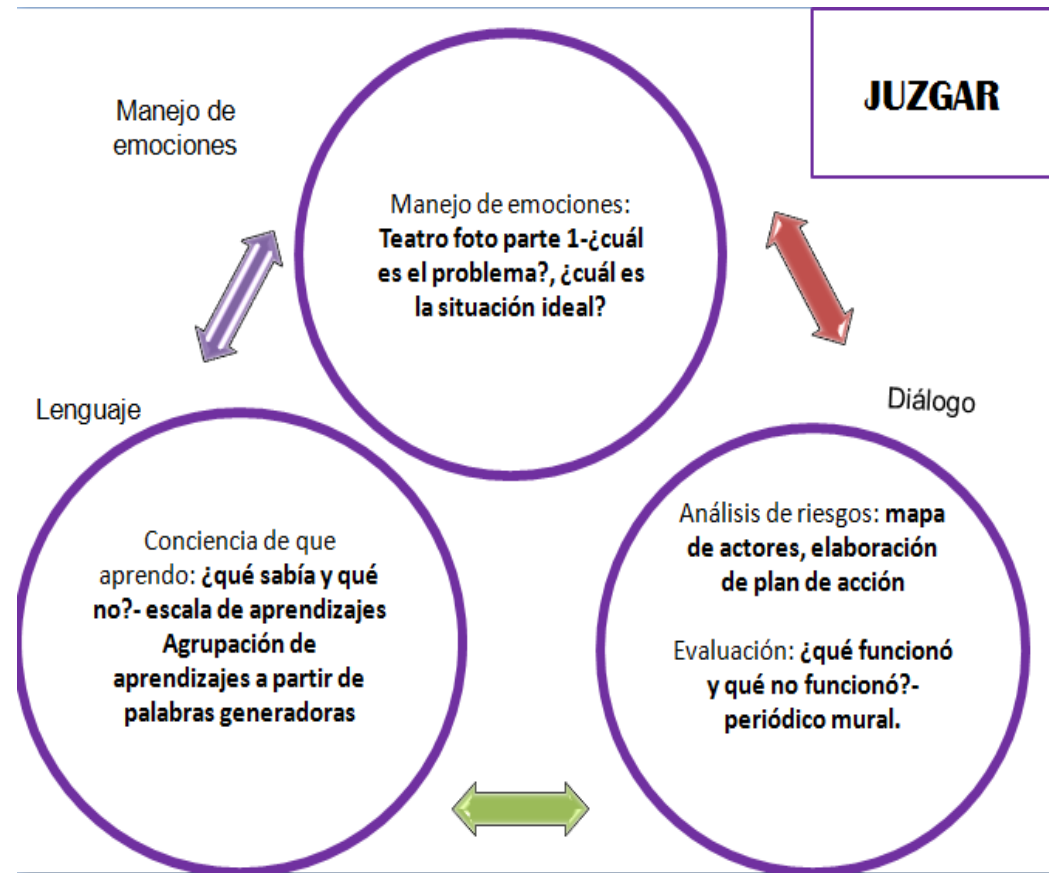 JUZGAR
Manejo de
emociones
Manejo de emociones:
Teatro foto parte 1-¿cuál
es el problema?, ¿cuál es
la situación ideal?
Lenguaje
Diálogo
Conciencia de que
aprendo: ¿qué sabía y qué
no?- escala de aprendizajes
Agrupación de
aprendizajes a partir de
palabras generadoras
Análisis de riesgos: mapa
de actores, elaboración
de plan de acción
Evaluación: ¿qué funcionó
y qué no funcionó?-
periódico mural.